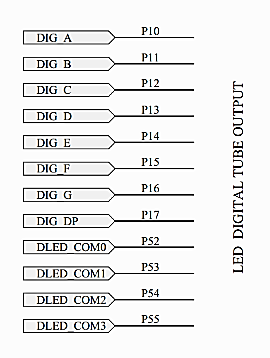 DIG_A P10
DIG_B P11
DIG_C P12
DIG_D P13
DIG_E P14
DIG_F P15
DIG_G P16
DIG_DP P17
DLED_COM0 P52
DLED_COM1 P53
DLED_COM2 P54
DLED_COM3 P55
LED DIGITAL TUBE OUTPUT